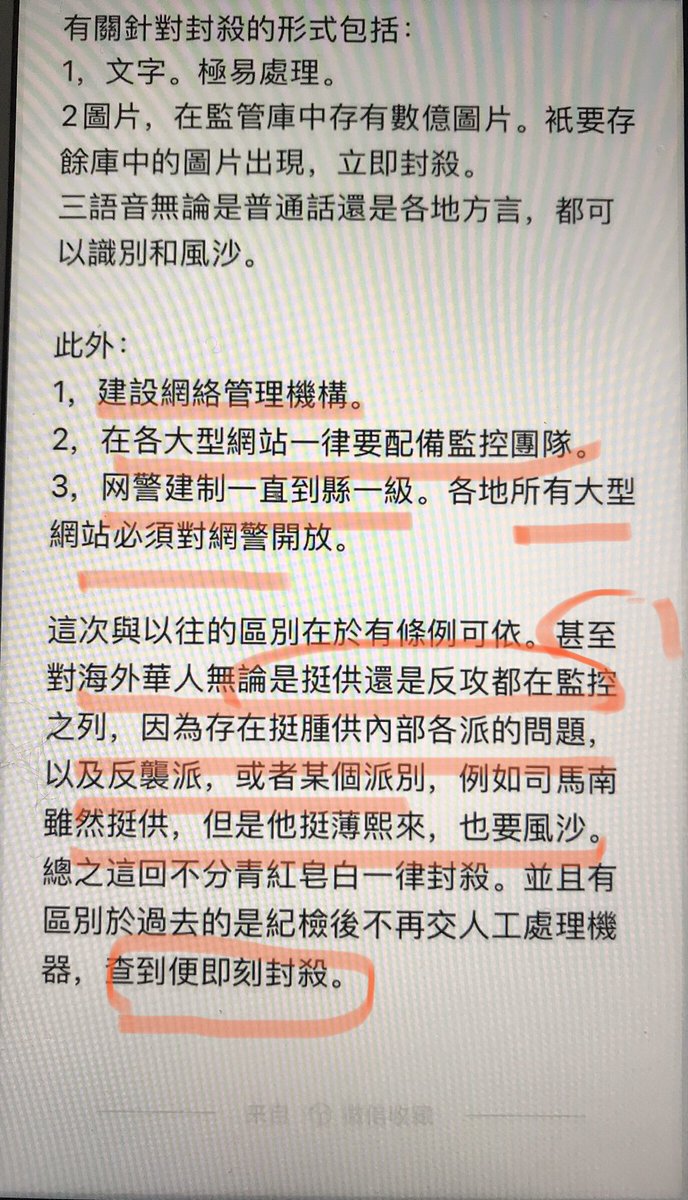 有關針對封殺的形式包括：
1，文字。極易處理。
2圖片，在監管庫中存有數億圖片。衹要存
餘庫中的圖片出現，立即封殺。
三語音無論是普通話還是各地方言，都可
以識別和風沙。
此外：
1，建設網絡管理機構。
2，在各大型網站一律要配備監控團隊。
3，网警建制一直到縣一級。各地所有大型
網站必須對網警開放。
這次與以往的區別在於有條例可依。甚至
對海外華人無論是挺供還是反攻都在監控
之列，因為存在挺腫供內部各派的問題，
以及反襲派，或者某個派別，例如司馬南
雖然挺供，但是他挺薄熙來，也要風沙。
總之這回不分青紅皂白一律封殺。並且有
區別於過去的是紀檢後不再交人工處理機
器，查到便即刻封殺。
來自 微信收藏